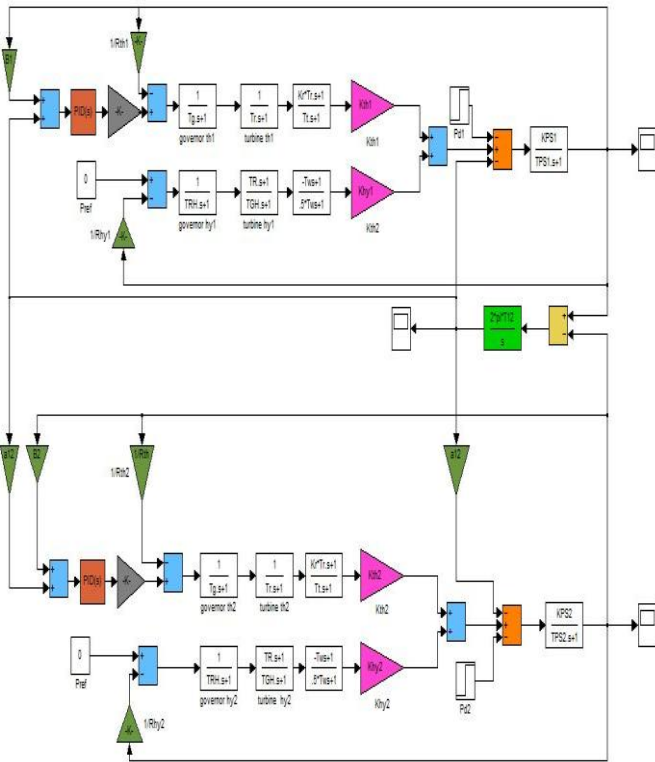 1/Rth1
-K-
B1
+
+
PID(s)
-K-
−
+
1
Tg.s+1
governor th1
1
Tr.s+1
turbine th1
Kr*Tr.s+1
Tt.s+1
Kth1
Kth1
+
+
Pd1
−
+
−
KPS1
TPS1.s+1
0
Pref
+
−
1
TRH.s+1
governor hy1
TR.s+1
TGH.s+1
turbine hy1
-Tws+1
.5*Tws+1
Khy1
Kth2
1/Rhy1
-K-
2*pi*T12
s
+
−
a12
B2
1/Rth
1/Rth2
a12
+
+
PID(s)
-K-
−
+
1
Tg.s+1
governor th2
1
Tr.s+1
turbine th2
Kr*Tr.s+1
Tt.s+1
Kth2
Kth2
+
+
−
+
−
KPS2
TPS2.s+1
0
Pref
+
−
1
TRH.s+1
governor hy2
TR.s+1
TGH.s+1
turbine hy2
-Tws+1
.5*Tws+1
Khy2
Khy2
Pd2
-K-
1/Rhy2